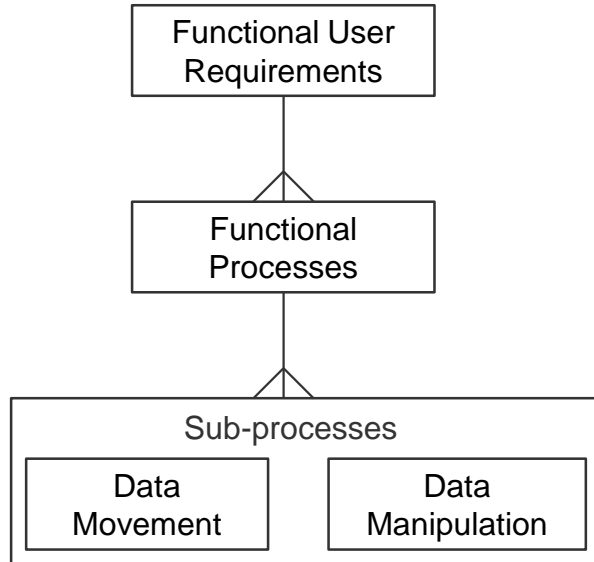 Functional User
Requirements
Functional
Processes
Sub-processes
Data
Movement
Data
Manipulation